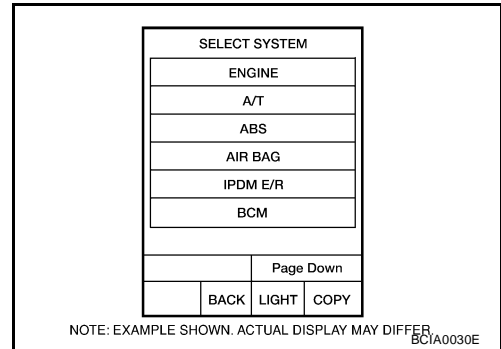 SELECT SYSTEM
ENGINE
A/T
ABS
AIR BAG
IPDM E/R
BCM
Page Down
BACK LIGHT COPY
NOTE: EXAMPLE SHOWN. ACTUAL DISPLAY MAY DIFFER.
BCIA0030E